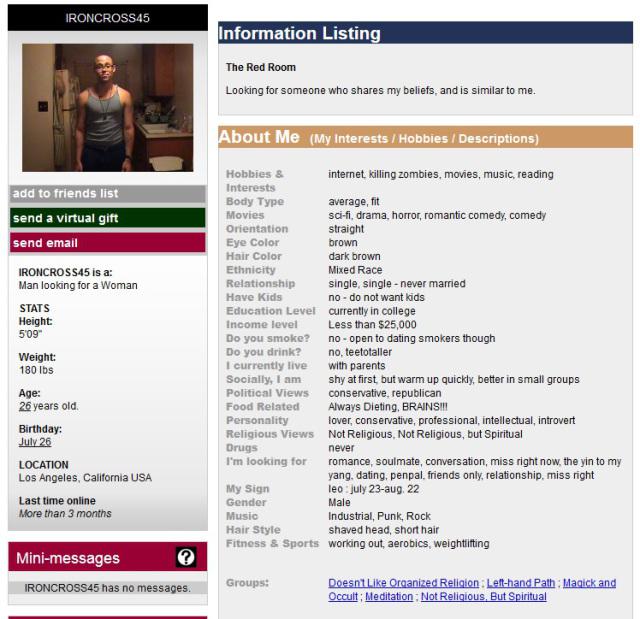 IRONCROSS45
add to friends list
send a virtual gift
send email
IRONCROSS45 is a:
Man looking for a Woman
STATS
Height:
5'09"
Weight:
180 lbs
Age:
26 years old.
Birthday:
July 26
LOCATION
Los Angeles, California USA
Last time online
More than 3 months
Mini-messages ?
IRONCROSS45 has no messages.
Information Listing
The Red Room
Looking for someone who shares my beliefs, and is similar to me.
About Me (My Interests / Hobbies / Descriptions)
Hobbies & internet, killing zombies, movies, music, reading
Interests
Body Type average, fit
Movies sci-fi, drama, horror, romantic comedy, comedy
Orientation straight
Eye Color brown
Hair Color dark brown
Ethnicity Mixed Race
Relationship single, single - never married
Have Kids no - do not want kids
Education Level currently in college
Income level Less than $25,000
Do you smoke? no - open to dating smokers though
Do you drink? no, teetotaller
I currently live with parents
Socially, I am shy at first, but warm up quickly, better in small groups
Political Views conservative, republican
Food Related Always Dieting, BRAINS!!!
Personality lover, conservative, professional, intellectual, introvert
Religious Views Not Religious, Not Religious, but Spiritual
Drugs never
I'm looking for romance, soulmate, conversation, miss right now, the yin to my
yang, dating, penpal, friends only, relationship, miss right
My Sign leo : july 23-aug. 22
Gender Male
Music Industrial, Punk, Rock
Hair Style shaved head, short hair
Fitness & Sports working out, aerobics, weightlifting
Groups: Doesn't Like Organized Religion ; Left-hand Path ; Magick and
Occult ; Meditation ; Not Religious, But Spiritual